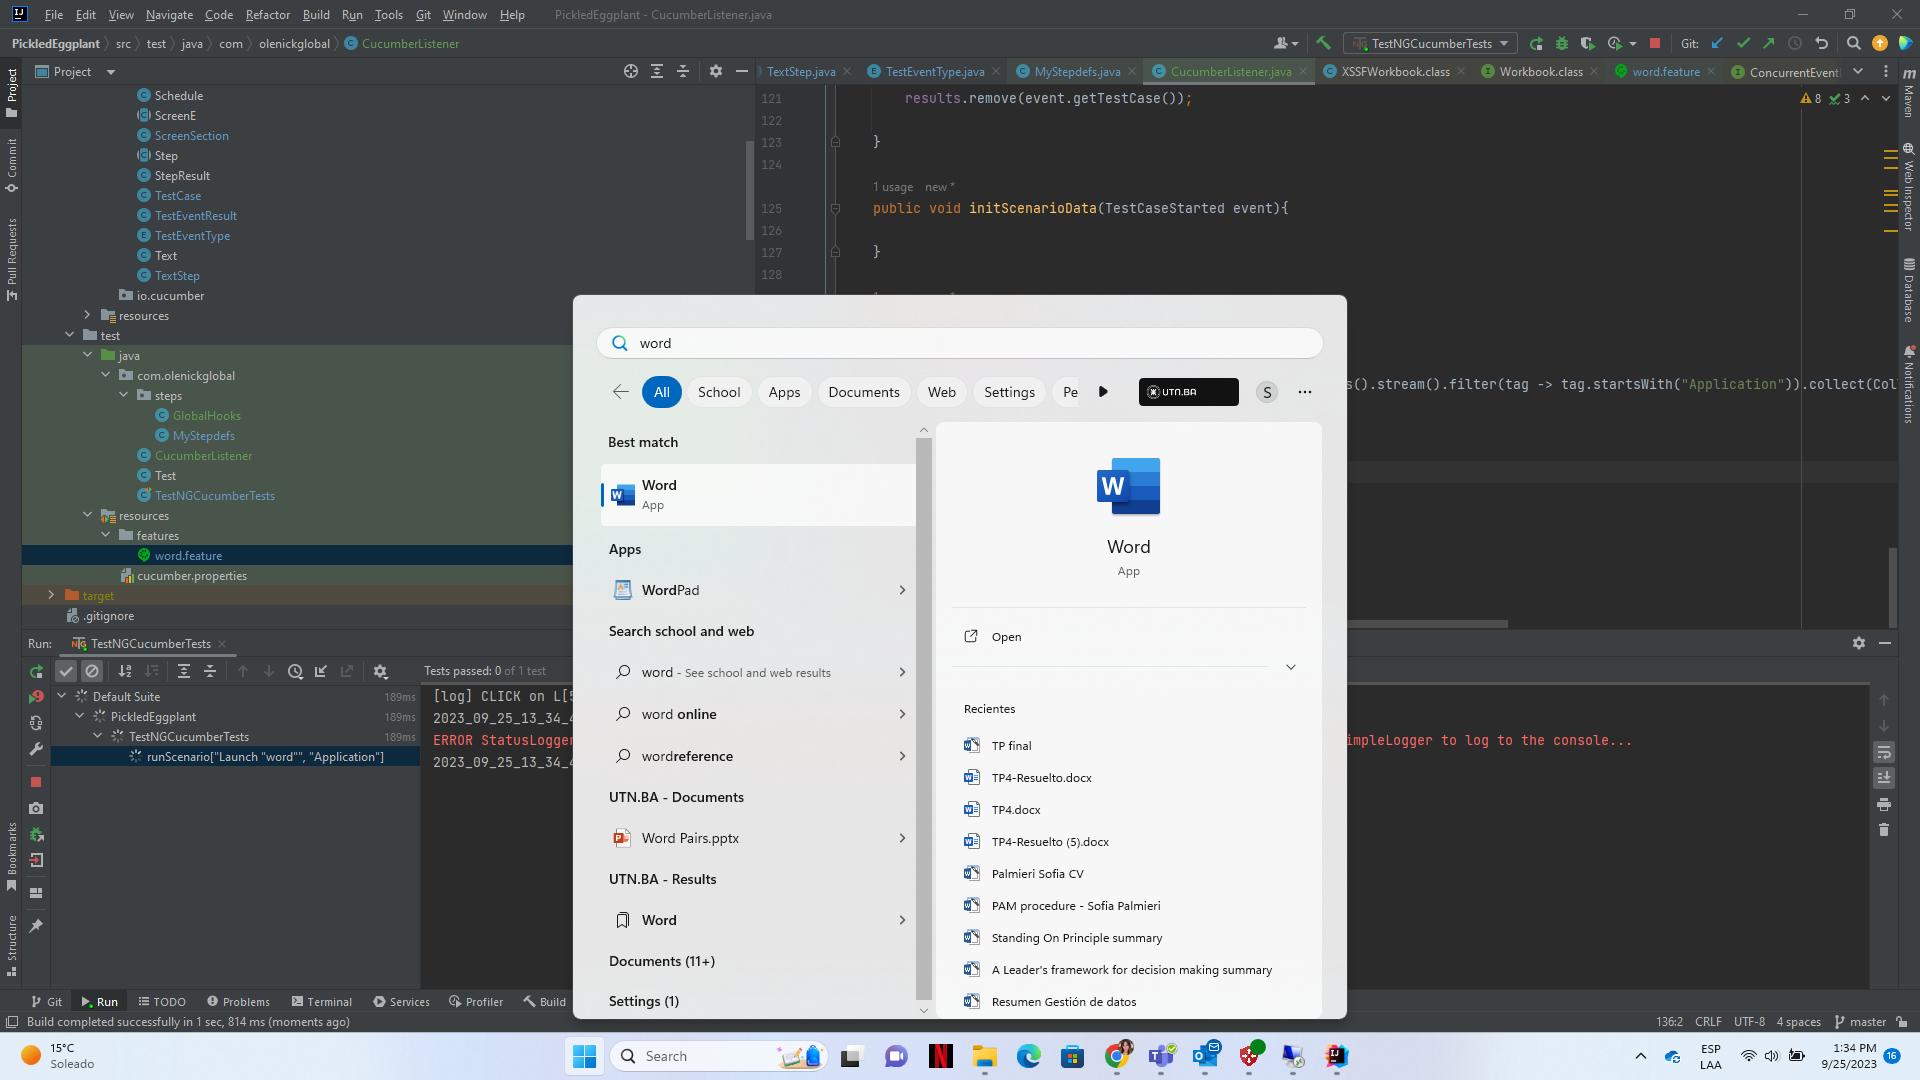 File Edit View Navigate Code Refactor Build Run Tools Git Window Help PickledEggplant - CucumberListener.java
PickledEggplant src test java com olenickglobal CucumberListener TestNGCucumberTests Git:
Project
TextStep.java TestEventType.java MyStepdefs.java CucumberListener.java XSSFWorkbook.class Workbook.class word.feature ConcurrentEvent
Project
Commit
Pull Requests
Bookmarks
Structure
Schedule
ScreenE
ScreenSection
Step
StepResult
TestCase
TestEventResult
TestEventType
Text
TextStep
io.cucumber
resources
test
java
com.olenickglobal
steps
GlobalHooks
MyStepdefs
CucumberListener
Test
TestNGCucumberTests
resources
features
word.feature
cucumber.properties
target
.gitignore
121 results.remove(event.getTestCase());
122
123 }
124
1 usage new *
125 public void initScenarioData(TestCaseStarted event){
126
127 }
128
s().stream().filter(tag -> tag.startsWith("Application")).collect(Col
8 3
Maven
Web Inspector
Database
Notifications
word
All School Apps Documents Web Settings Pe UTN.BA S
Best match
Word
App
Apps
WordPad
Search school and web
word - See school and web results
word online
wordreference
UTN.BA - Documents
Word Pairs.pptx
UTN.BA - Results
Word
Documents (11+)
Settings (1)
W
Word
App
Open
Recientes
TP final
TP4-Resuelto.docx
TP4.docx
TP4-Resuelto (5).docx
Palmieri Sofia CV
PAM procedure - Sofia Palmieri
Standing On Principle summary
A Leader's framework for decision making summary
Resumen Gestión de datos
Run: TestNGCucumberTests
Tests passed: 0 of 1 test
Default Suite 189ms
PickledEggplant 189ms
TestNGCucumberTests 189ms
runScenario["Launch "word"", "Application"]
[log] CLICK on L[5
2023_09_25_13_34_4
ERROR StatusLogger impleLogger to log to the console...
2023_09_25_13_34_4
Git Run TODO Problems Terminal Services Profiler Build
Build completed successfully in 1 sec, 814 ms (moments ago) 136:2 CRLF UTF-8 4 spaces master
15°C
Soleado
Search
ESP
LAA
1:34 PM
9/25/2023
16